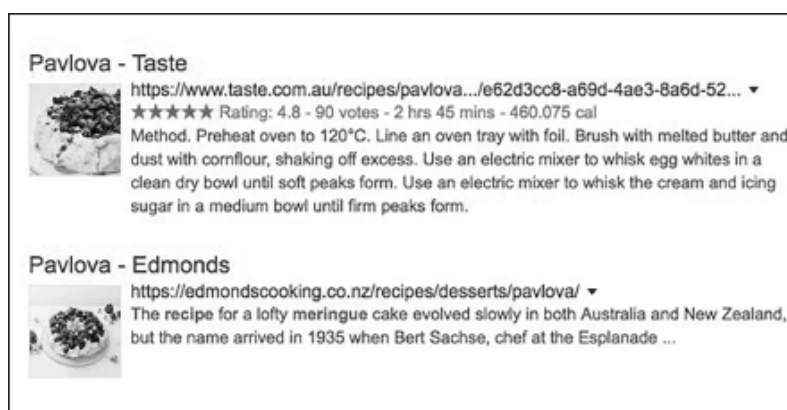 Pavlova - Taste
https://www.taste.com.au/recipes/pavlova.../e62d3cc8-a69d-4ae3-8a6d-52... ▼
★★★★★ Rating: 4.8 - 90 votes - 2 hrs 45 mins - 460.075 cal
Method. Preheat oven to 120°C. Line an oven tray with foil. Brush with melted butter and
dust with cornflour, shaking off excess. Use an electric mixer to whisk egg whites in a
clean dry bowl until soft peaks form. Use an electric mixer to whisk the cream and icing
sugar in a medium bowl until firm peaks form.
Pavlova - Edmonds
https://edmondscooking.co.nz/recipes/desserts/pavlova/ ▼
The recipe for a lofty meringue cake evolved slowly in both Australia and New Zealand,
but the name arrived in 1935 when Bert Sachse, chef at the Esplanade ...